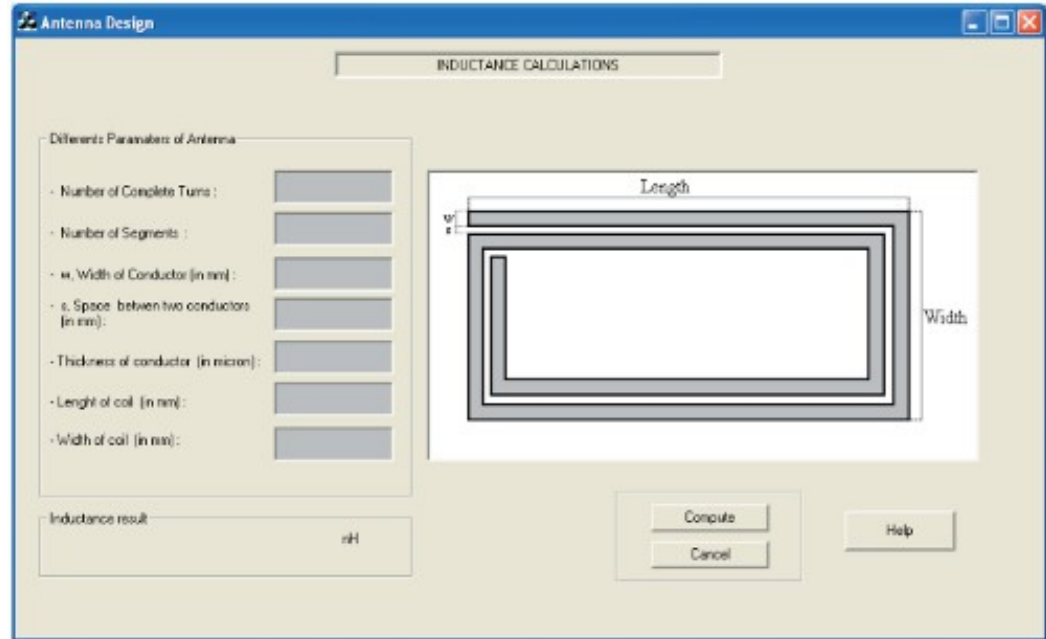 Antenna Design
INDUCTANCE CALCULATIONS
Differents Paramaters of Antenna
- Number of Complete Turns :
- Number of Segments :
- w, Width of Conductor (in mm) :
- s, Space betwen two conductors
(in mm) :
- Thickness of conductor (in micron) :
- Lenght of coil (in mm) :
- Width of coil (in mm) :
Length
w
s
Width
Inductance result
nH
Compute
Cancel
Help